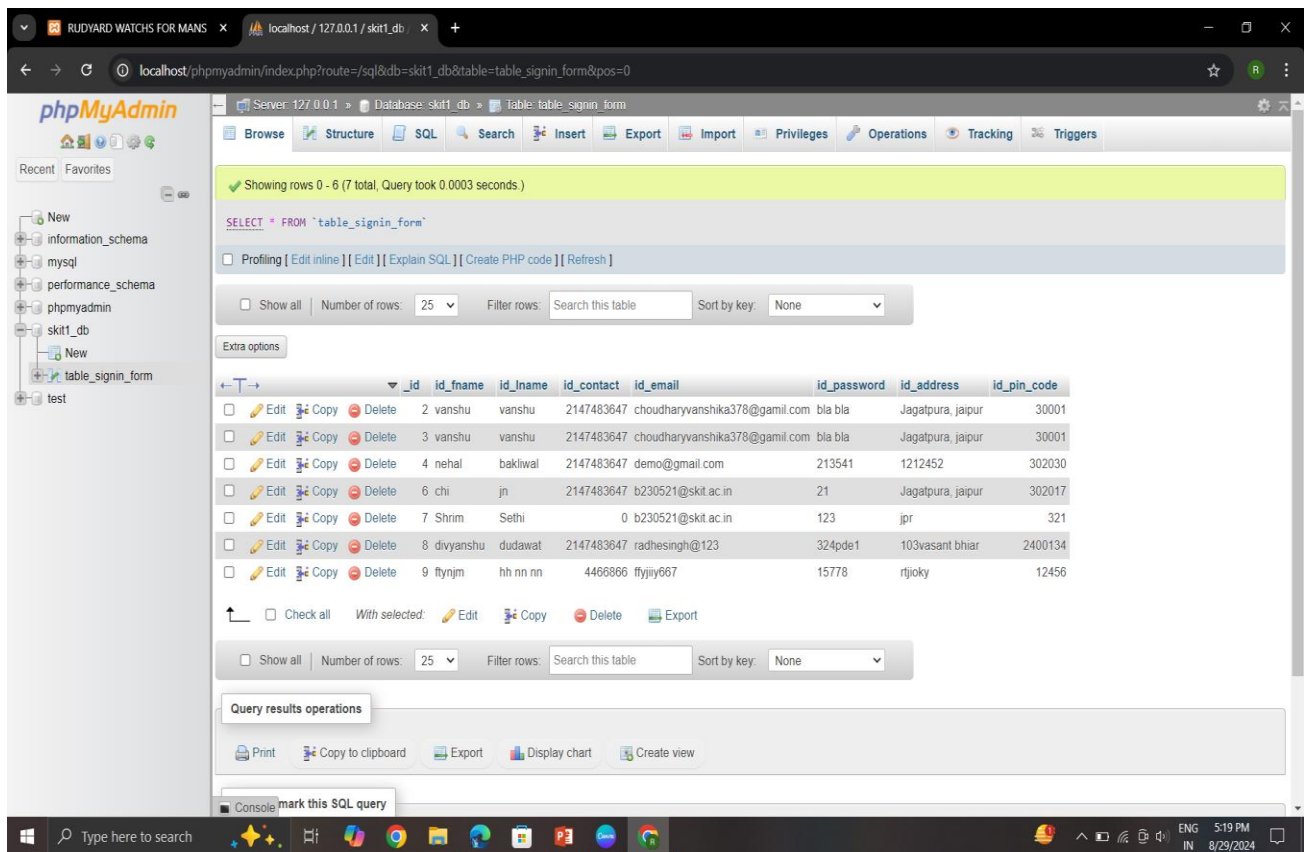 RUDYARD WATCHS FOR MANS
localhost / 127.0.0.1 / skit1_db
localhost/phpmyadmin/index.php?route=/sql&db=skit1_db&table=table_signin_form&pos=0
R
phpMyAdmin
Recent Favorites
New
information_schema
mysql
performance_schema
phpmyadmin
skit1_db
New
table_signin_form
test
Server: 127.0.0.1 » Database: skit1_db » Table: table_signin_form
Browse Structure SQL Search Insert Export Import Privileges Operations Tracking Triggers
Showing rows 0 - 6 (7 total, Query took 0.0003 seconds.)
SELECT * FROM `table_signin_form`
Profiling [ Edit inline ] [ Edit ] [ Explain SQL ] [ Create PHP code ] [ Refresh ]
Show all | Number of rows: 25 Filter rows: Search this table Sort by key: None
Extra options
_id id_fname id_lname id_contact id_email id_password id_address id_pin_code
Edit Copy Delete 2 vanshu vanshu 2147483647 choudharyvanshika378@gamil.com bla bla Jagatpura, jaipur 30001
Edit Copy Delete 3 vanshu vanshu 2147483647 choudharyvanshika378@gamil.com bla bla Jagatpura, jaipur 30001
Edit Copy Delete 4 nehal bakliwal 2147483647 demo@gmail.com 213541 1212452 302030
Edit Copy Delete 6 chi jn 2147483647 b230521@skit.ac.in 21 Jagatpura, jaipur 302017
Edit Copy Delete 7 Shrim Sethi 0 b230521@skit.ac.in 123 jpr 321
Edit Copy Delete 8 divyanshu dudawat 2147483647 radhesingh@123 324pde1 103vasant bhiar 2400134
Edit Copy Delete 9 ftynjm hh nn nn 4466866 ffyjiiy667 15778 rtjioky 12456
Check all With selected: Edit Copy Delete Export
Show all | Number of rows: 25 Filter rows: Search this table Sort by key: None
Query results operations
Print Copy to clipboard Export Display chart Create view
Console mark this SQL query
Type here to search
ENG 5:19 PM
IN 8/29/2024